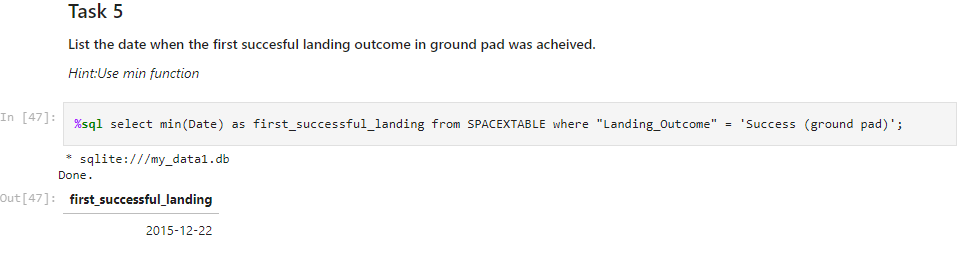 Task 5
List the date when the first succesful landing outcome in ground pad was acheived.
Hint:Use min function
In [47]: %sql select min(Date) as first_successful_landing from SPACEXTABLE where "Landing_Outcome" = 'Success (ground pad)';
* sqlite:///my_data1.db
Done.
Out[47]: first_successful_landing
2015-12-22